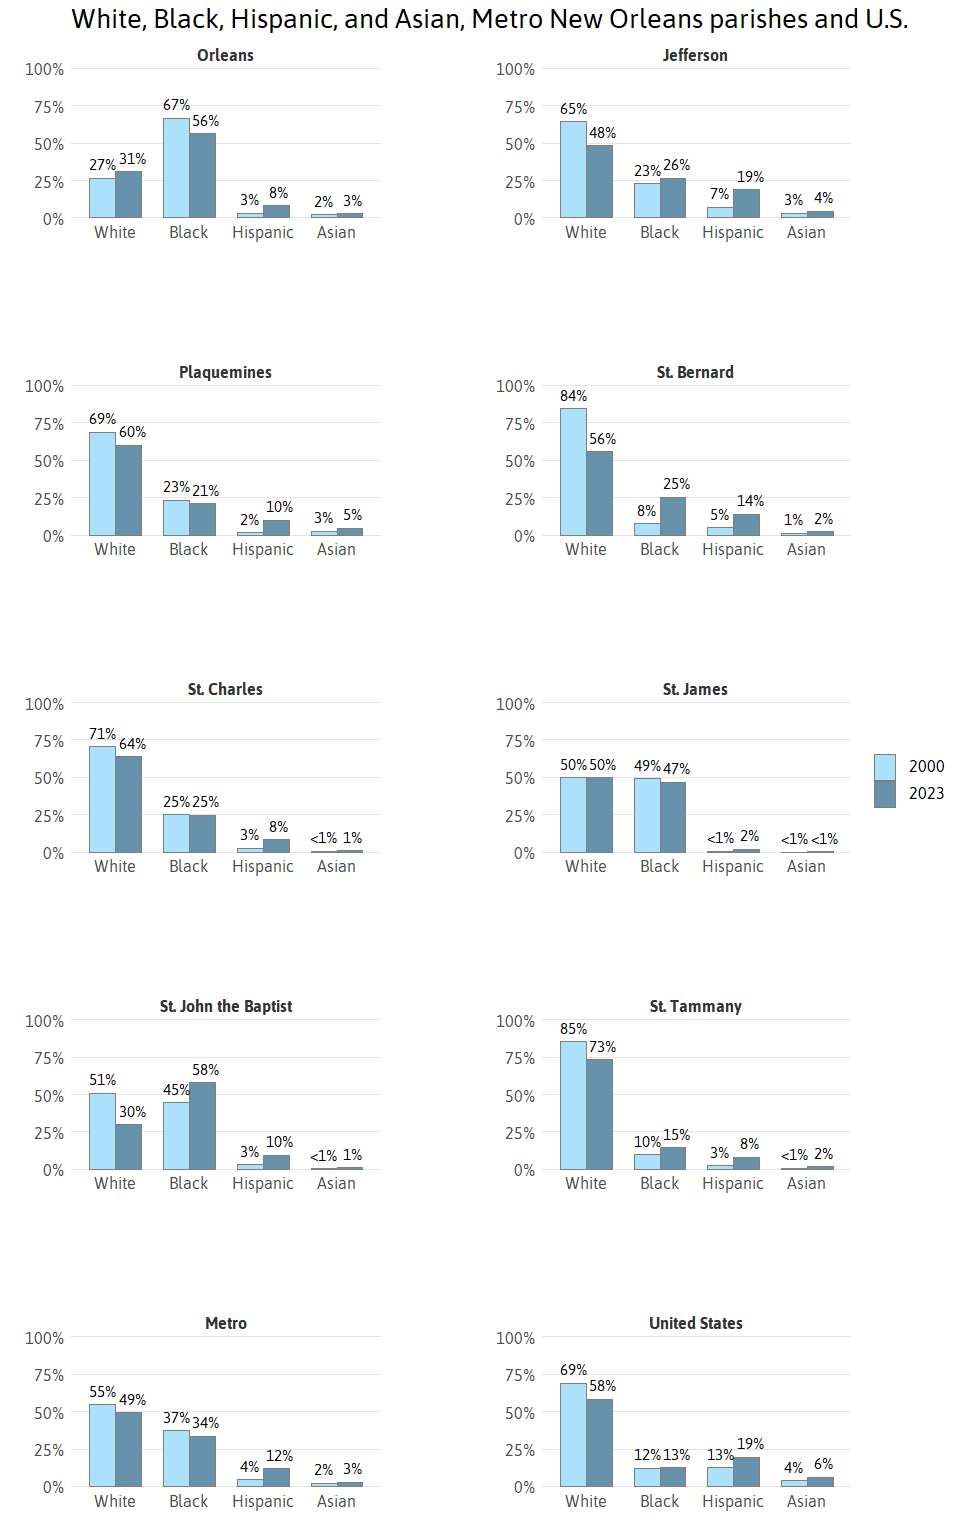 White, Black, Hispanic, and Asian, Metro New Orleans parishes and U.S.
Orleans
100%
75%
50%
25%
0%
27% 31% 67% 56% 3% 8% 2% 3%
White Black Hispanic Asian
Jefferson
100%
75%
50%
25%
0%
65% 48% 23% 26% 7% 19% 3% 4%
White Black Hispanic Asian
Plaquemines
100%
75%
50%
25%
0%
69% 60% 23% 21% 2% 10% 3% 5%
White Black Hispanic Asian
St. Bernard
100%
75%
50%
25%
0%
84% 56% 8% 25% 5% 14% 1% 2%
White Black Hispanic Asian
St. Charles
100%
75%
50%
25%
0%
71% 64% 25% 25% 3% 8% <1% 1%
White Black Hispanic Asian
St. James
100%
75%
50%
25%
0%
50% 50% 49% 47% <1% 2% <1% <1%
White Black Hispanic Asian
2000
2023
St. John the Baptist
100%
75%
50%
25%
0%
51% 30% 45% 58% 3% 10% <1% 1%
White Black Hispanic Asian
St. Tammany
100%
75%
50%
25%
0%
85% 73% 10% 15% 3% 8% <1% 2%
White Black Hispanic Asian
Metro
100%
75%
50%
25%
0%
55% 49% 37% 34% 4% 12% 2% 3%
White Black Hispanic Asian
United States
100%
75%
50%
25%
0%
69% 58% 12% 13% 13% 19% 4% 6%
White Black Hispanic Asian